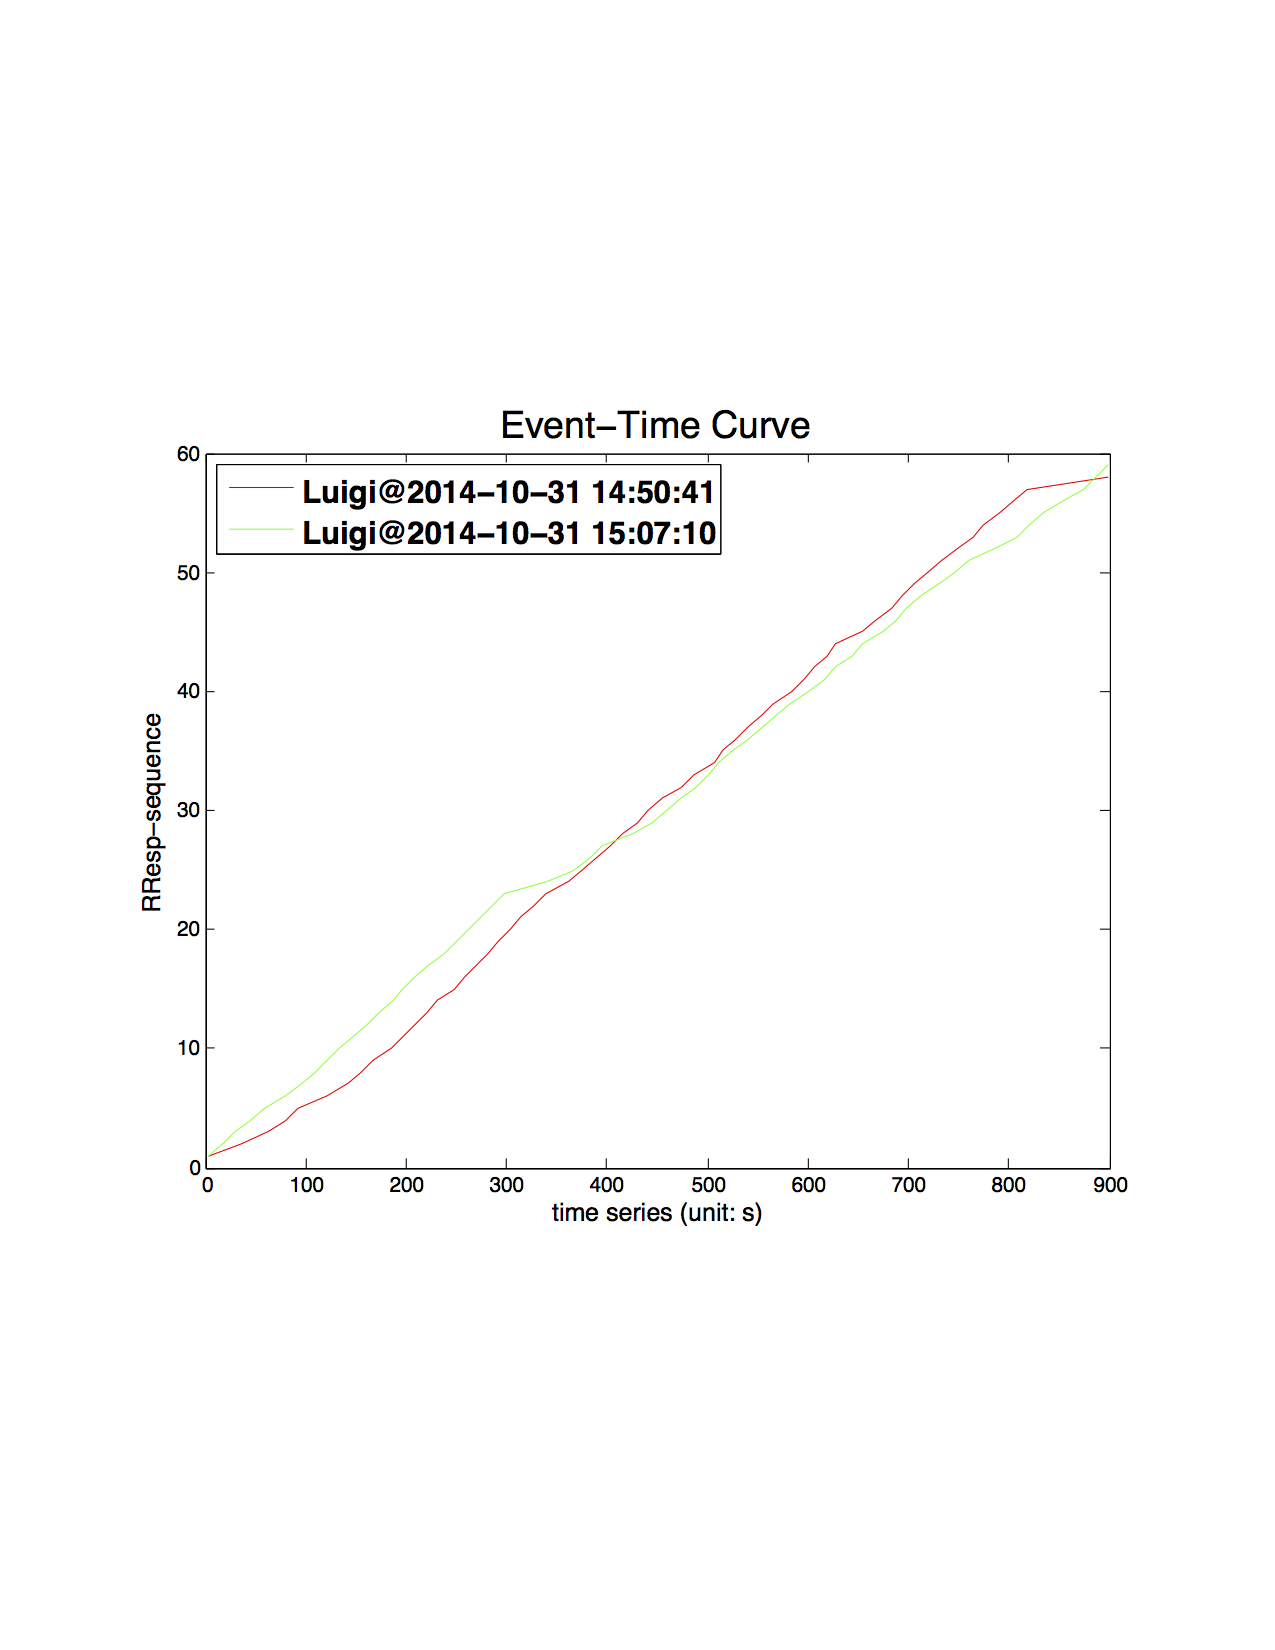 Event–Time Curve
60
Luigi@2014–10–31 14:50:41
Luigi@2014–10–31 15:07:10
50
40
30
20
10
0
RResp–sequence
0 100 200 300 400 500 600 700 800 900
time series (unit: s)